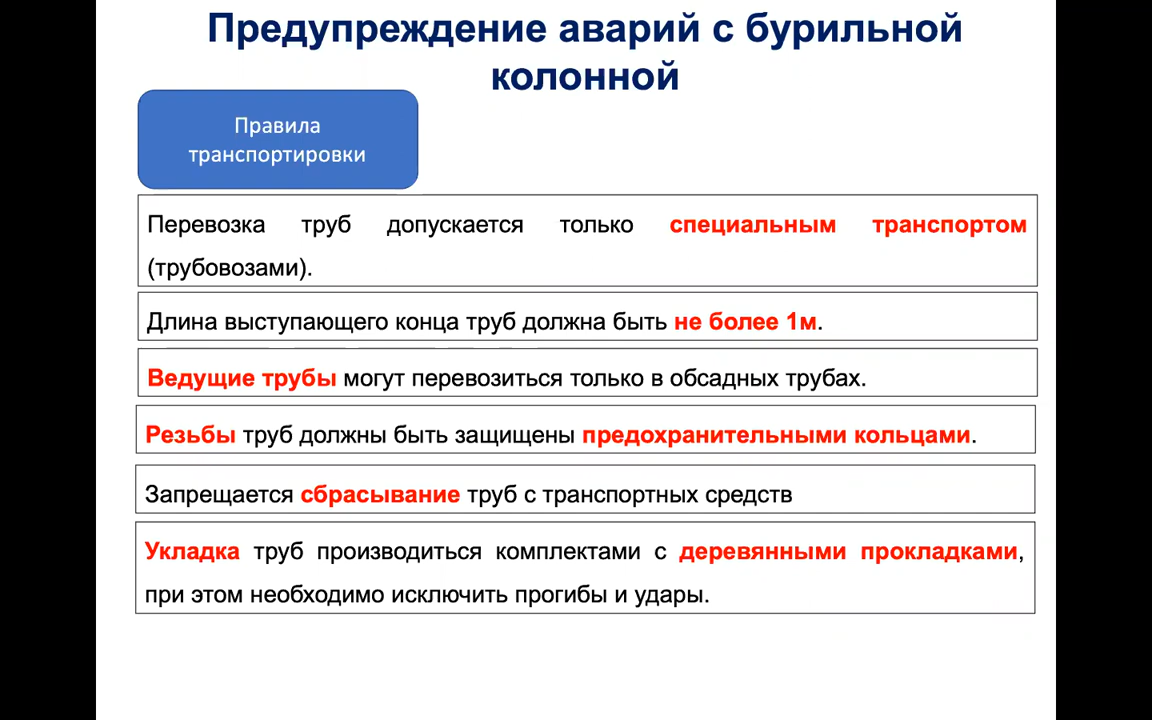 Предупреждение аварий с бурильной
колонной
Правила
транспортировки
Перевозка труб допускается только специальным транспортом
(трубовозами).
Длина выступающего конца труб должна быть не более 1м.
Ведущие трубы могут перевозиться только в обсадных трубах.
Резьбы труб должны быть защищены предохранительными кольцами.
Запрещается сбрасывание труб с транспортных средств
Укладка труб производиться комплектами с деревянными прокладками,
при этом необходимо исключить прогибы и удары.